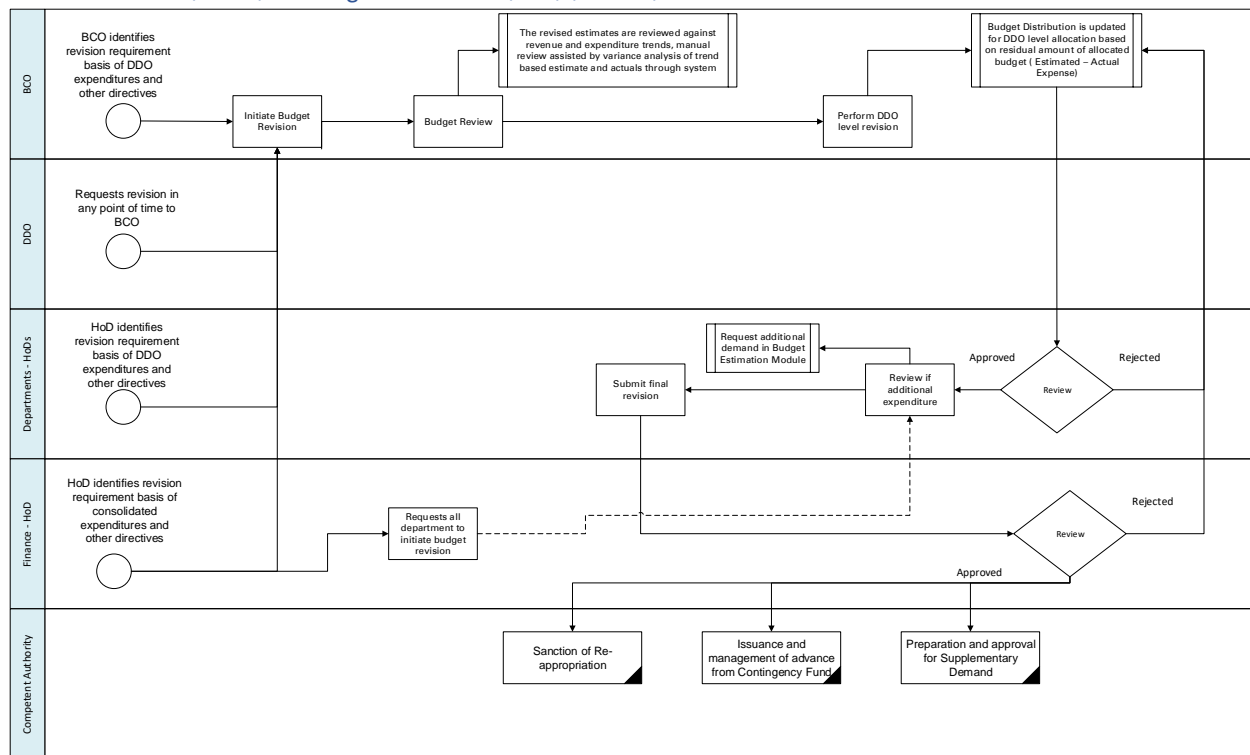 BCO
BCO identifies
revision requirement
basis of DDO
expenditures and
other directives
Initiate Budget
Revision
Budget Review
The revised estimates are reviewed against
revenue and expenditure trends, manual
review assisted by variance analysis of trend
based estimate and actuals through system
Perform DDO
level revision
Budget Distribution is updated
for DDO level allocation based
on residual amount of allocated
budget ( Estimated – Actual
Expense)
DDO
Requests revision in
any point of time to
BCO
Departments - HoDs
HoD identifies
revision requirement
basis of DDO
expenditures and
other directives
Submit final
revision
Request additional
demand in Budget
Estimation Module
Review if
additional
expenditure
Approved
Review
Rejected
Finance - HoD
HoD identifies revision
requirement basis of
consolidated
expenditures and
other directives
Requests all
department to
initiate budget
revision
Review
Rejected
Approved
Competent Authority
Sanction of Re-
appropriation
Issuance and
management of advance
from Contingency Fund
Preparation and approval
for Supplementary
Demand